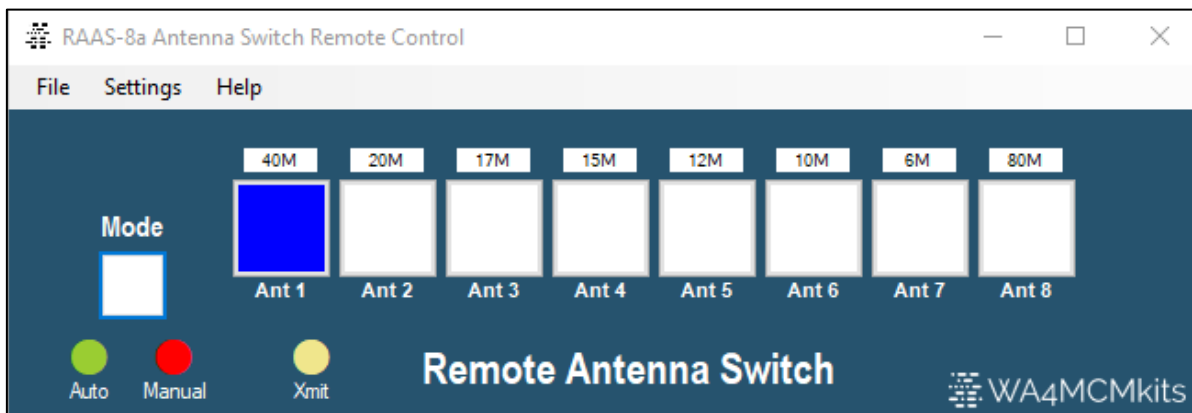 RAAS-8a Antenna Switch Remote Control
File Settings Help
40M 20M 17M 15M 12M 10M 6M 80M
Mode
Ant 1 Ant 2 Ant 3 Ant 4 Ant 5 Ant 6 Ant 7 Ant 8
Auto Manual Xmit
Remote Antenna Switch
WA4MCMkits